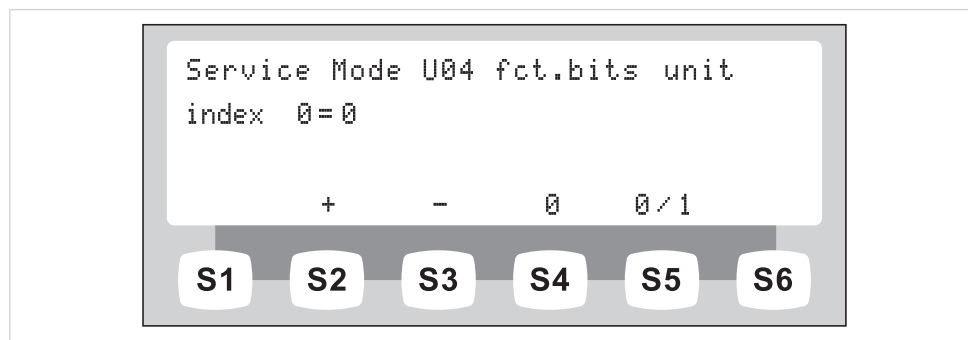 Service Mode U04 fct.bits unit
index 0=0
+ - 0 0/1
S1 S2 S3 S4 S5 S6